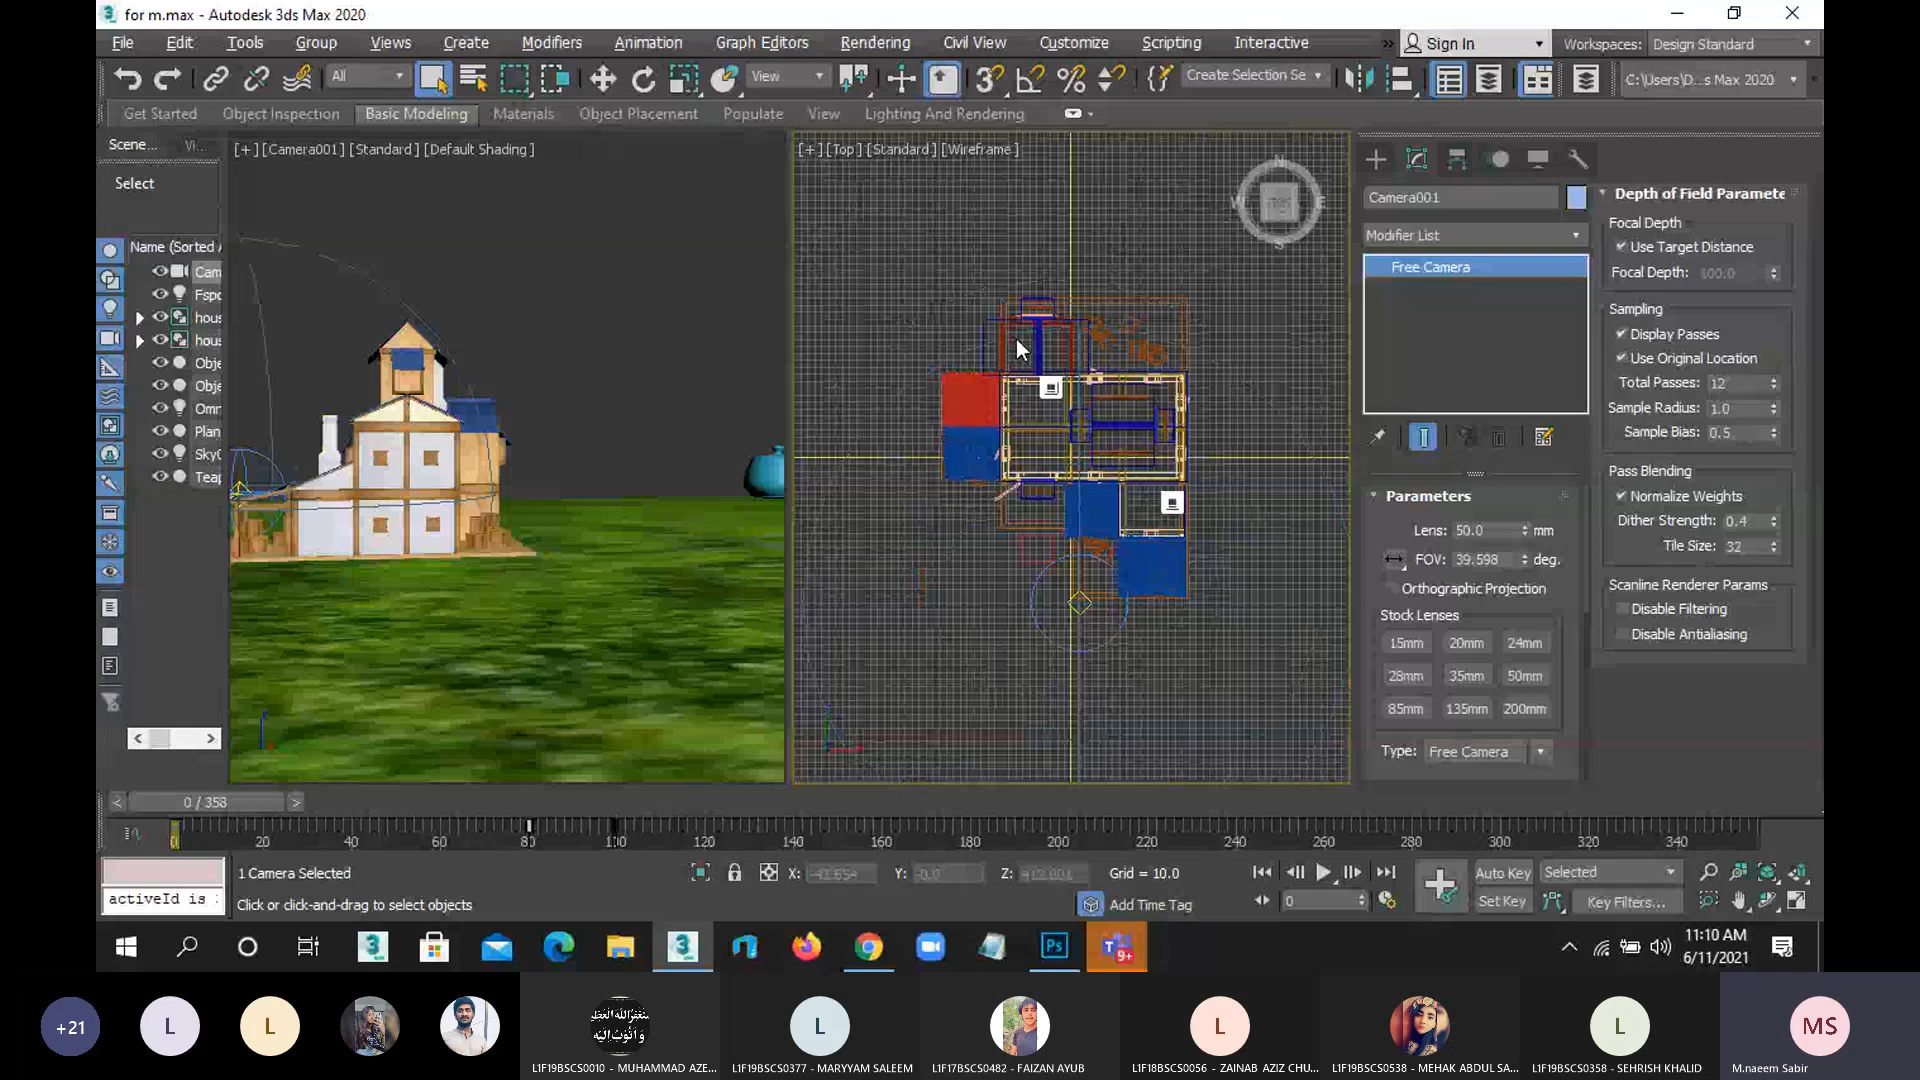 for m.max - Autodesk 3ds Max 2020
File Edit Tools Group Views Create Modifiers Animation Graph Editors Rendering Civil View Customize Scripting Interactive
Sign In
Workspaces: Design Standard
All
View
Create Selection Se
C:\Users\D...s Max 2020
Get Started Object Inspection Basic Modeling Materials Object Placement Populate View Lighting And Rendering
Scene...
Vi...
Select
Name (Sorted A
Cam
Fspo
hous
hous
Obje
Obje
Omn
Plan
Teap
[+] [Camera001] [Standard] [Default Shading]
[+] [Top] [Standard] [Wireframe]
N
E
S
Camera001
Modifier List
Free Camera
Parameters
Lens: 50.0 mm
FOV: 39.598 deg.
Orthographic Projection
Stock Lenses
15mm 20mm 24mm
28mm 35mm 50mm
85mm 135mm 200mm
Type: Free Camera
Depth of Field Paramete
Focal Depth
Use Target Distance
Focal Depth: 100.0
Sampling
Display Passes
Use Original Location
Total Passes: 12
Sample Radius: 1.0
Sample Bias: 0.5
Pass Blending
Normalize Weights
Dither Strength: 0.4
Tile Size: 32
Scanline Renderer Params
Disable Filtering
Disable Antialiasing
0 / 358
0 20 40 60 80 100 120 140 160 180 200 220 240 260 280 300 320 340
1 Camera Selected
X:
Y: -0.0
Z:
Grid = 10.0
activeId is
Click or click-and-drag to select objects
Add Time Tag
0
Auto Key
Selected
Set Key
Key Filters...
Ps
9+
11:10 AM
6/11/2021
+21
L
L
L
L
L
MS
L1F19BSCS0010 - MUHAMMAD AZE...
L1F19BSCS0377 - MARYYAM SALEEM
L1F17BSCS0482 - FAIZAN AYUB
L1F18BSCS0056 - ZAINAB AZIZ CHU...
L1F19BSCS0538 - MEHAK ABDUL SA...
L1F19BSCS0358 - SEHRISH KHALID
M.naeem Sabir